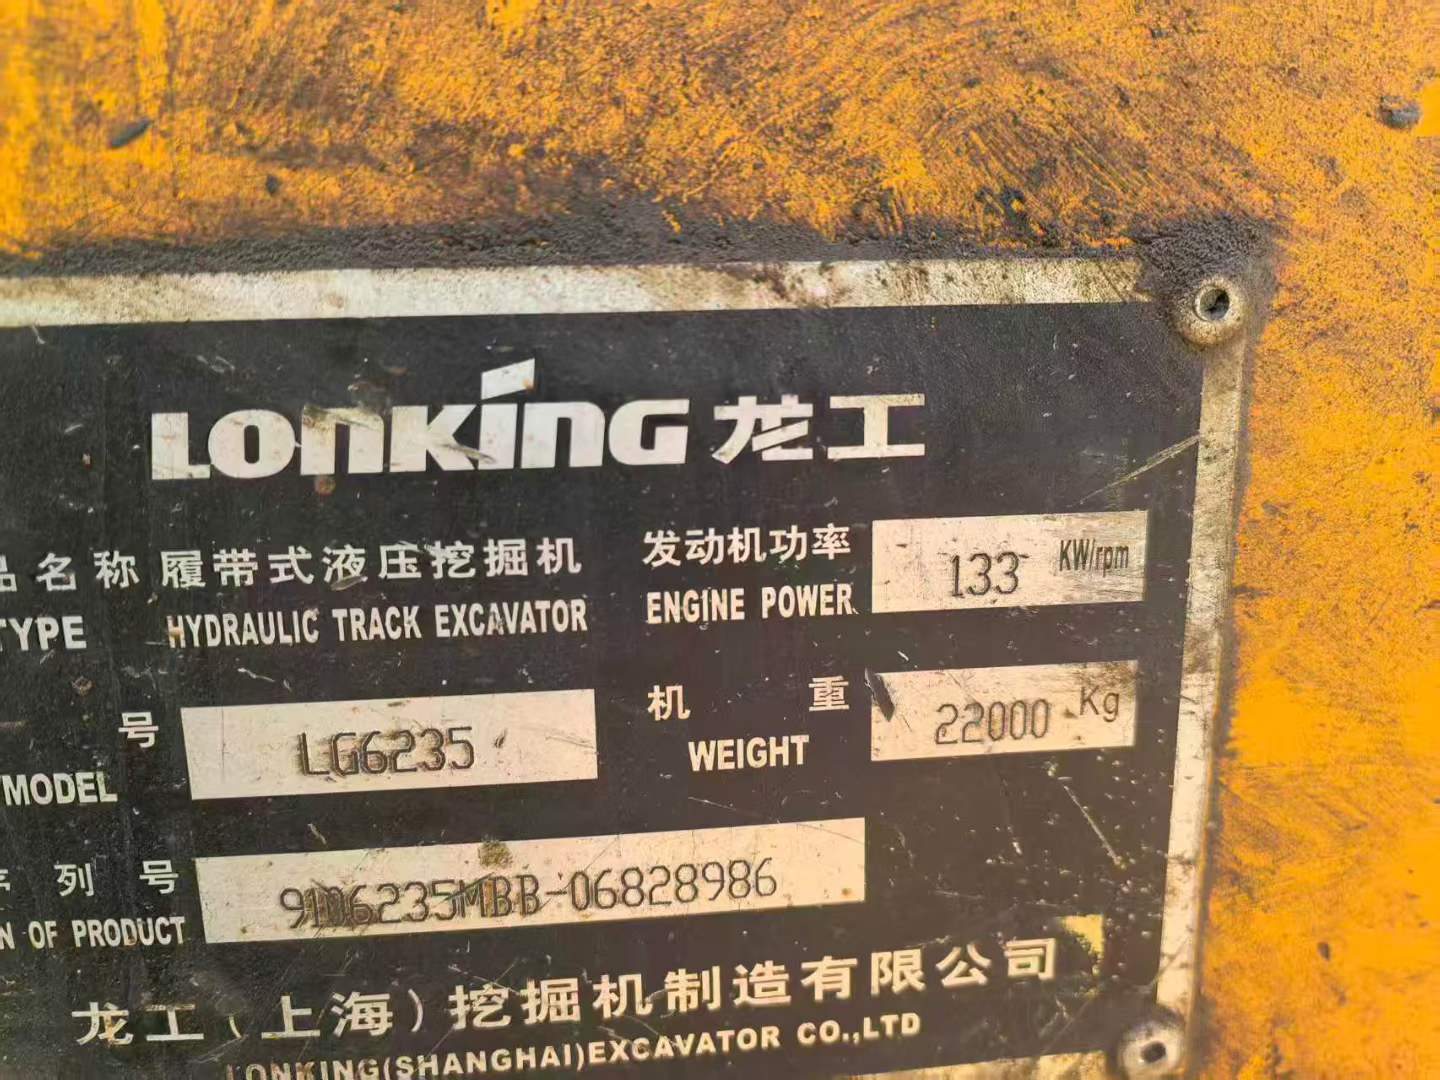 LONKING 龙工
品名称 履带式液压挖掘机
TYPE HYDRAULIC TRACK EXCAVATOR
发动机功率 133 KW/rpm
ENGINE POWER
号 LG6235
MODEL
机 重 22000 Kg
WEIGHT
序 列 号
N OF PRODUCT
龙工(上海)挖掘机制造有限公司
LONKING(SHANGHAI)EXCAVATOR CO.,LTD